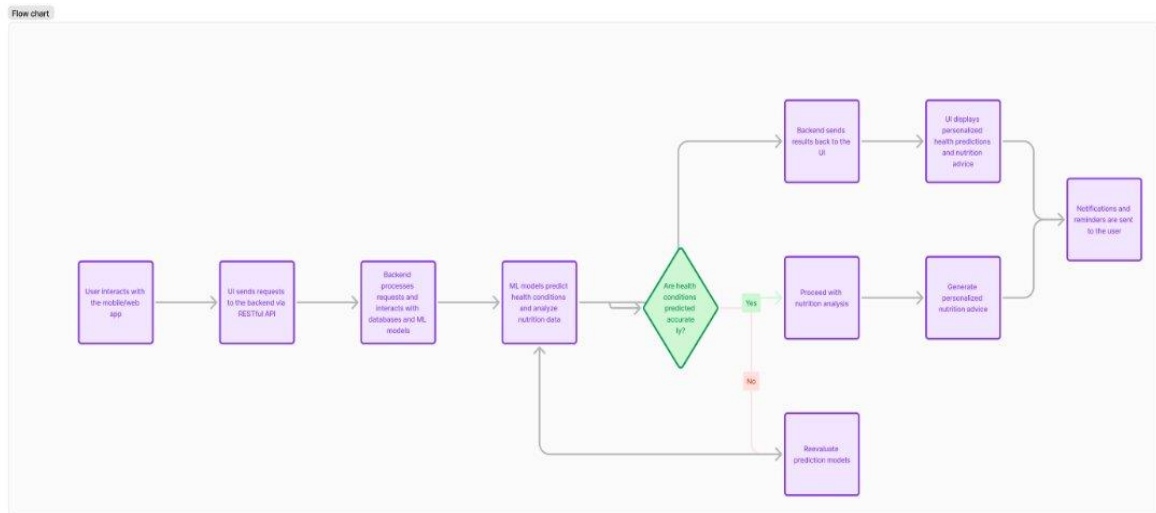 Flow chart
Backend sends
results back to the
UI
UI displays
personalized
health predictions
and nutrition
advice
Notifications and
reminders are sent
to the user
User interacts with
the mobile/web
app
UI sends requests
to the backend via
RESTful API
Backend
processes
requests and
interacts with
databases and ML
models
ML models predict
health conditions
and analyze
nutrition data
Are health
conditions
predicted
accurate
ly?
Yes
Proceed with
nutrition analysis
Generate
personalized
nutrition advice
No
Reevaluate
prediction models